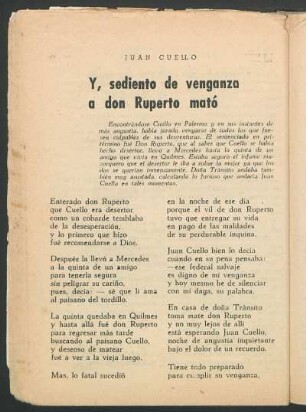 JUAN CUELLO
Y, sediento de venganza
a don Ruperto mató
Encontrándose Cuello en Palermo y en sus instantes de
más angustia, había jurado vengarse de todos los que fue-
ran culpables de sus desventuras. El sentenciado en pri-
mer término fué Don Ruperto, que al saber que Cuello se había
hecho desertor, llevó a Mercedes hasta la quinta de un
amigo que vivía en Quilmes. Estaba seguro el infame
que el desertor le iba a robar la mujer ya que los
dos se querían intensamente. Doña Tránsito andaba
también muy asustada, calculando lo furioso que andaría Juan
Cuello en tales momentos.
Enterado don Ruperto
que Cuello era desertor
como un cobarde temblaba
de la desesperación,
y lo primero que hizo
fué recomendarse a Dios.
Después la llevó a Mercedes
a la quinta de un amigo
para tenerla segura
sin peligrar su cariño,
pues, decía: — sé que li ama
al paisano del tordillo.
La quinta quedaba en Quilmes
y hasta allá fué don Ruperto
para regresar más tarde
buscando al paisano Cuello,
y deseoso de matear
fué a ver a la vieja luego.
Mas, lo fatal sucedió
en la noche de ese día
porque el vil de don Ruperto
tuvo que entregar la vida
en pago de las maldades
de su perdurable inquina.
Juan Cuello bien lo decía
cuando en su pena pensaba:
— ese federal salvaje
es digno de mi venganza
y hoy mesmo he de silenciar
con mi daga, su palabra.
En casa de doña Tránsito
toma mate don Ruperto
y no muy lejos de allí
está esperando Juan Cuello,
noche de angustia inquietante
bajo el dolor de un recuerdo.
Tiene todo preparado
para cumplir su venganza,